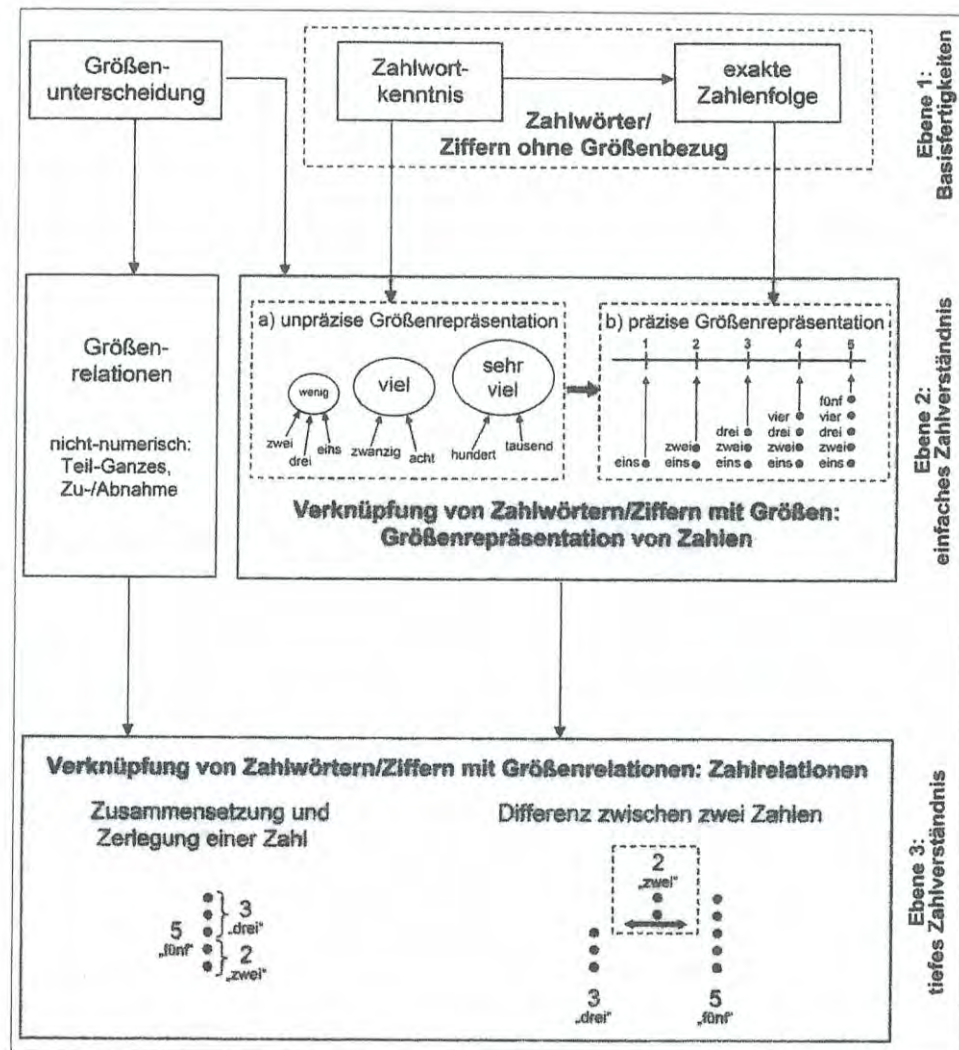 Größen-
unterscheidung
Zahlwort-
kenntnis
exakte
Zahlenfolge
Zahlwörter/
Ziffern ohne Größenbezug
Ebene 1:
Basisfertigkeiten
Größen-
relationen
nicht-numerisch:
Teil-Ganzes,
Zu-/Abnahme
a) unpräzise Größenrepräsentation
wenig
viel
sehr
viel
zwei
drei
eins
zwanzig
acht
hundert
tausend
b) präzise Größenrepräsentation
1 2 3 4 5
fünf
vier vier
drei drei drei
zwei zwei zwei zwei
eins eins eins eins eins
Verknüpfung von Zahlwörtern/Ziffern mit Größen:
Größenrepräsentation von Zahlen
Ebene 2:
einfaches Zahlverständnis
Verknüpfung von Zahlwörtern/Ziffern mit Größenrelationen: Zahlrelationen
Zusammensetzung und
Zerlegung einer Zahl
5
„fünf“
3
„drei“
2
„zwei“
Differenz zwischen zwei Zahlen
2
„zwei“
3
„drei“
5
„fünf“
Ebene 3:
tiefes Zahlverständnis